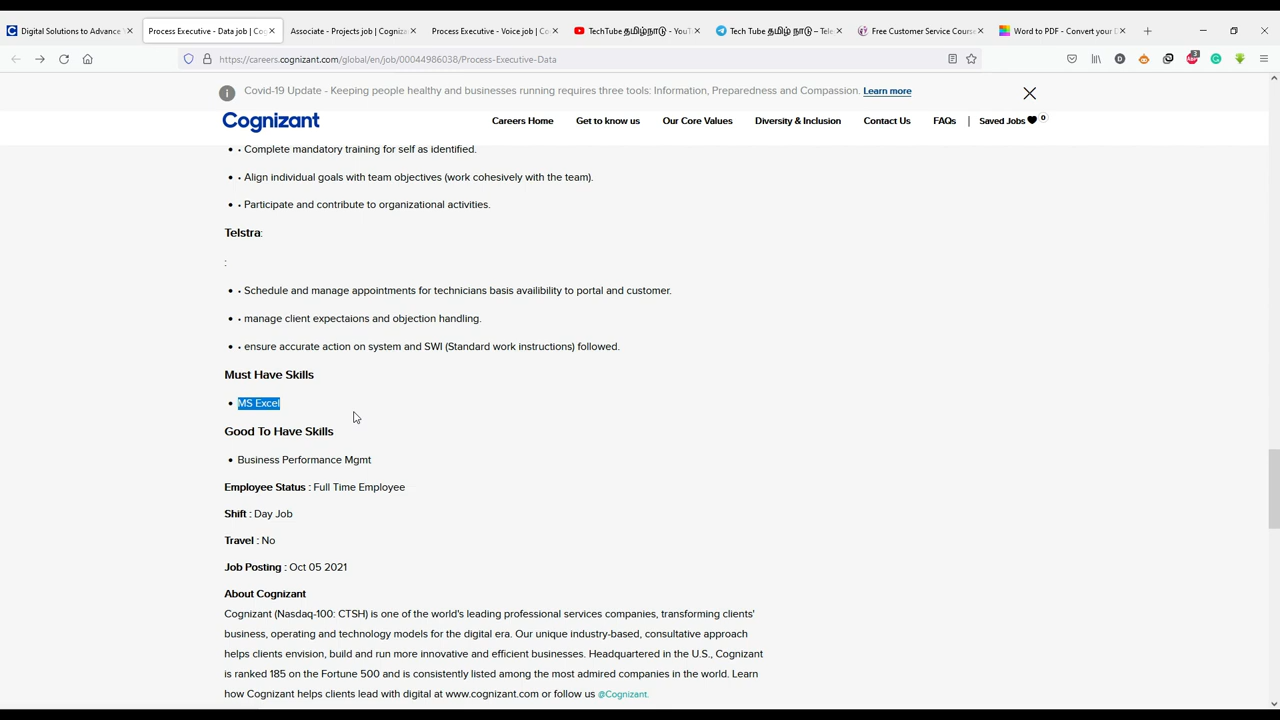 Digital Solutions to Advance
Process Executive - Data job | Co
Associate - Projects job | Cogniza
Process Executive - Voice job | Co
TechTube தமிழ்நாடு - YouT
Tech Tube தமிழ் நாடு – Tele
Free Customer Service Course
Word to PDF - Convert your D
https://careers.cognizant.com/global/en/job/00044986038/Process-Executive-Data
3
Covid-19 Update - Keeping people healthy and businesses running requires three tools: Information, Preparedness and Compassion. Learn more
Cognizant
Careers Home
Get to know us
Our Core Values
Diversity & Inclusion
Contact Us
FAQs
|
Saved Jobs 0
• • Complete mandatory training for self as identified.
• • Align individual goals with team objectives (work cohesively with the team).
• • Participate and contribute to organizational activities.
Telstra:
:
• • Schedule and manage appointments for technicians basis availibility to portal and customer.
• • manage client expectaions and objection handling.
• • ensure accurate action on system and SWI (Standard work instructions) followed.
Must Have Skills
• MS Excel
Good To Have Skills
• Business Performance Mgmt
Employee Status : Full Time Employee
Shift : Day Job
Travel : No
Job Posting : Oct 05 2021
About Cognizant
Cognizant (Nasdaq-100: CTSH) is one of the world's leading professional services companies, transforming clients'
business, operating and technology models for the digital era. Our unique industry-based, consultative approach
helps clients envision, build and run more innovative and efficient businesses. Headquartered in the U.S., Cognizant
is ranked 185 on the Fortune 500 and is consistently listed among the most admired companies in the world. Learn
how Cognizant helps clients lead with digital at www.cognizant.com or follow us @Cognizant.